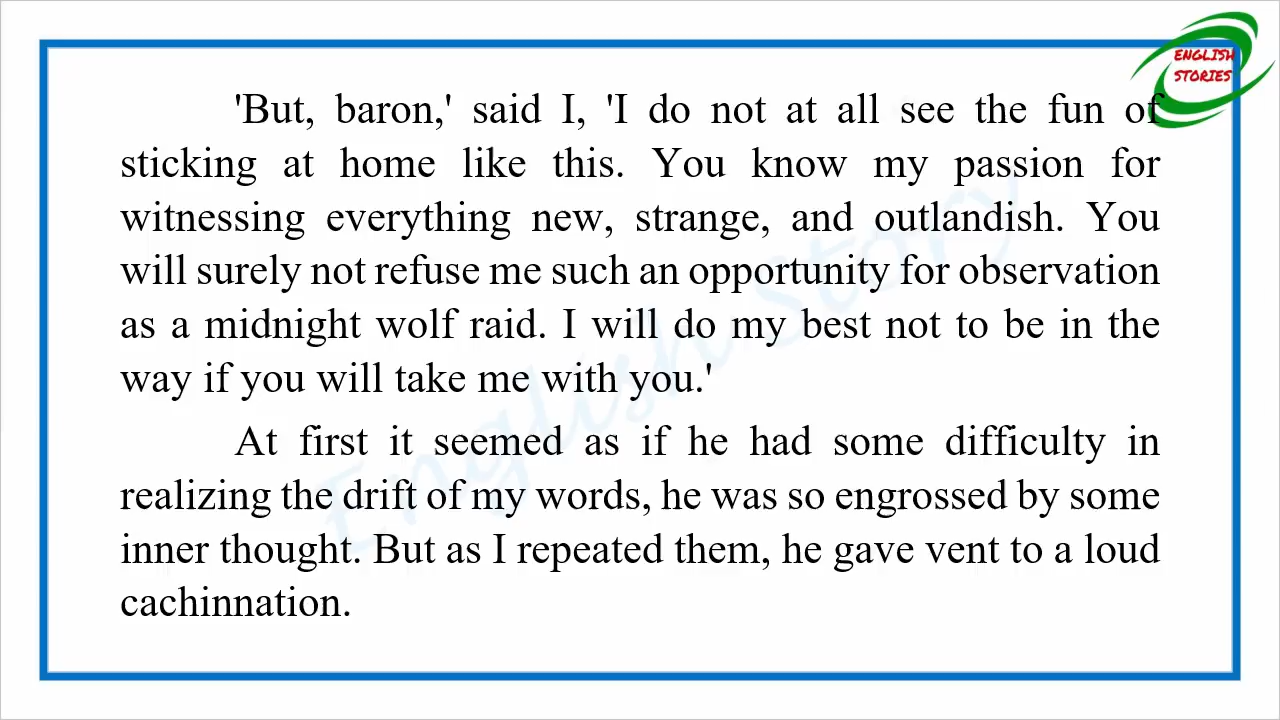 ENGLISH
STORIES
'But, baron,' said I, 'I do not at all see the fun of
sticking at home like this. You know my passion for
witnessing everything new, strange, and outlandish. You
will surely not refuse me such an opportunity for observation
as a midnight wolf raid. I will do my best not to be in the
way if you will take me with you.'
At first it seemed as if he had some difficulty in
realizing the drift of my words, he was so engrossed by some
inner thought. But as I repeated them, he gave vent to a loud
cachinnation.
English Story